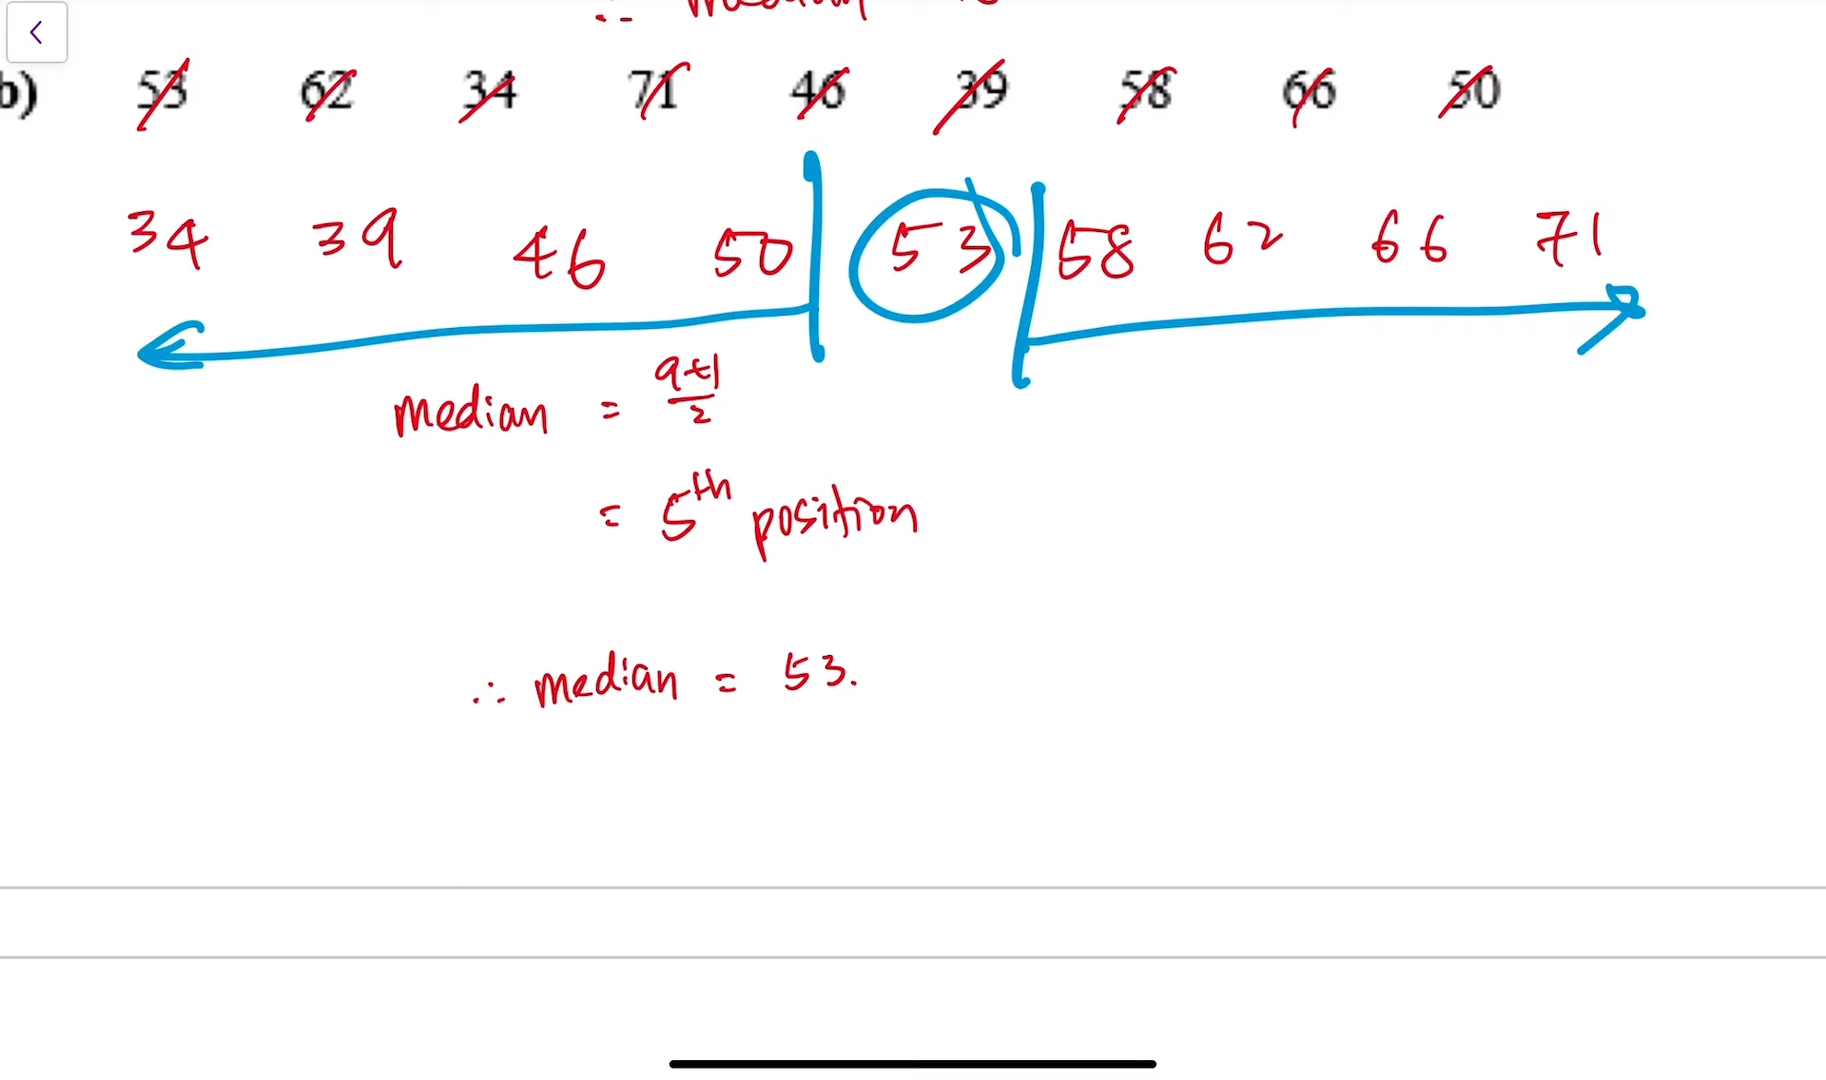 ∴ median
b) 53 62 34 71 46 39 58 66 50
34 39 46 50 53 58 62 66 71
median = 9+1/2
= 5th position
∴ median = 53.